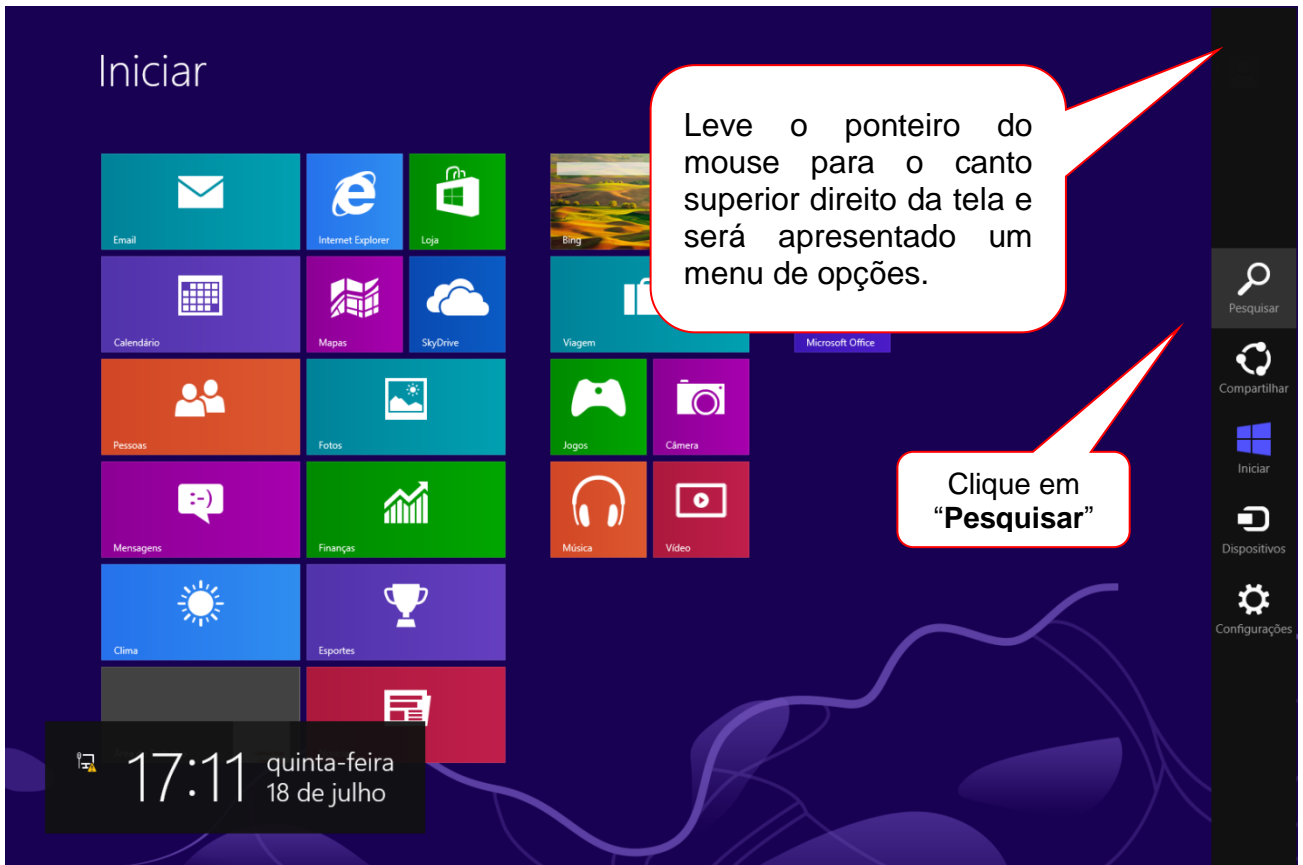 Iniciar
Leve o ponteiro do
mouse para o canto
superior direito da tela e
será apresentado um
menu de opções.
Email
Internet Explorer
Loja
Bing
Calendário
Mapas
SkyDrive
Viagem
Microsoft Office
Pessoas
Fotos
Jogos
Câmera
Mensagens
:-)
Finanças
Música
Vídeo
Clima
Esportes
Clique em
“Pesquisar”
Pesquisar
Compartilhar
Iniciar
Dispositivos
Configurações
17:11
quinta-feira
18 de julho